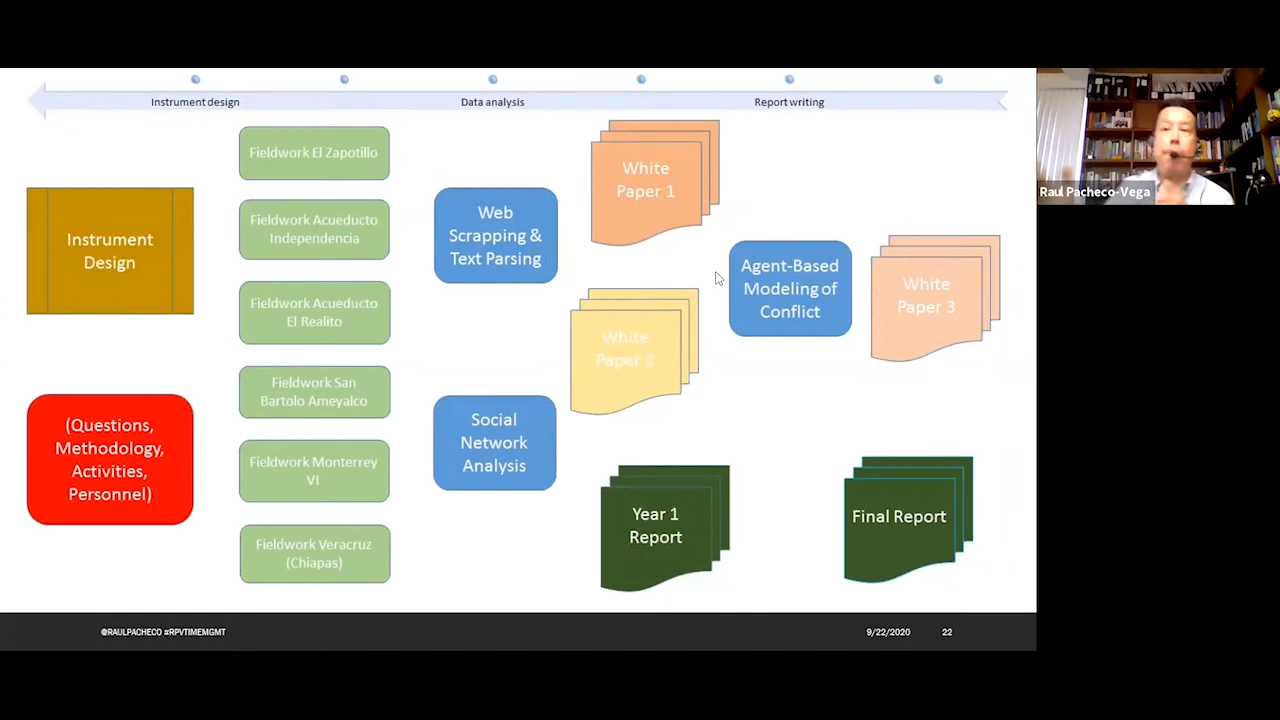 Instrument design
Data analysis
Report writing
Instrument
Design
(Questions,
Methodology,
Activities,
Personnel)
Fieldwork El Zapotillo
Fieldwork Acueducto
Independencia
Fieldwork Acueducto
El Realito
Fieldwork San
Bartolo Ameyalco
Fieldwork Monterrey
VI
Fieldwork Veracruz
(Chiapas)
Web
Scrapping &
Text Parsing
Social
Network
Analysis
White
Paper 1
White
Paper 2
Year 1
Report
Agent-Based
Modeling of
Conflict
White
Paper 3
Final Report
@RAULPACHECO #RPVTIMEMGMT
9/22/2020
22
Raul Pacheco-Vega